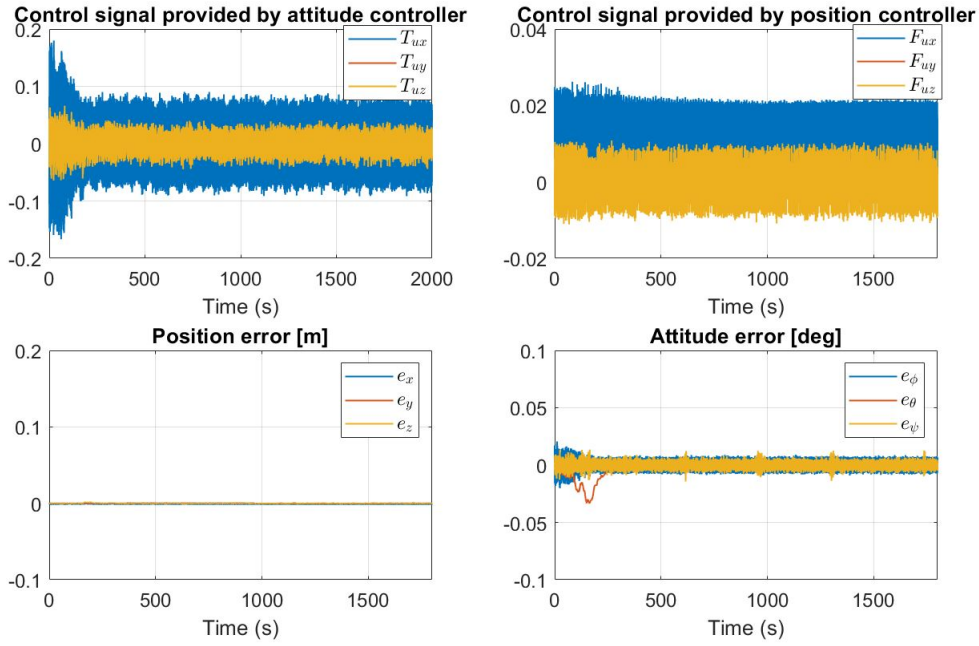 Control signal provided by attitude controller
0.2
0.1
0
-0.1
-0.2
T_ux
T_uy
T_uz
0 500 1000 1500 2000
Time (s)
Control signal provided by position controller
0.04
0.02
0
-0.02
F_ux
F_uy
F_uz
0 500 1000 1500
Time (s)
Position error [m]
0.2
0.1
0
-0.1
e_x
e_y
e_z
0 500 1000 1500
Time (s)
Attitude error [deg]
0.1
0.05
0
-0.05
-0.1
e_ϕ
e_θ
e_ψ
0 500 1000 1500
Time (s)